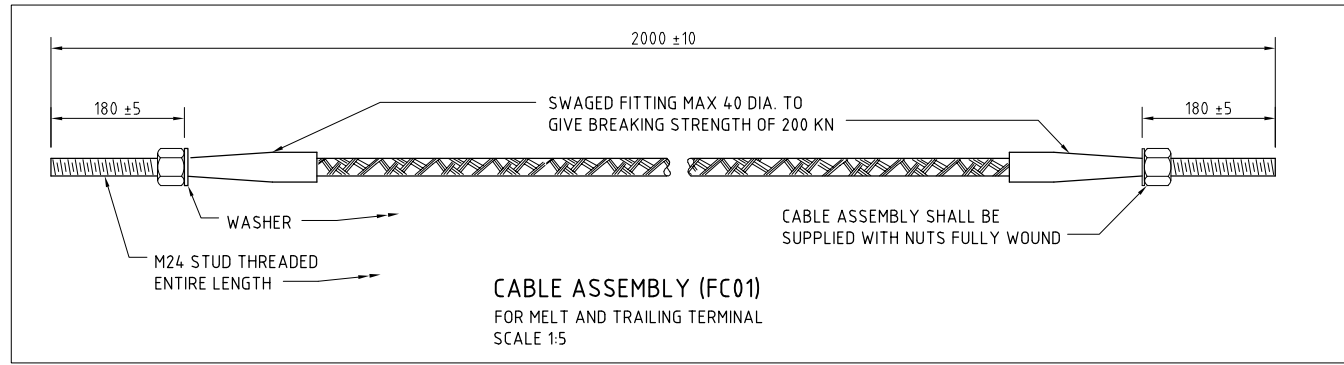 2000 ±10
180 ±5
SWAGED FITTING MAX 40 DIA. TO
GIVE BREAKING STRENGTH OF 200 KN
180 ±5
WASHER
CABLE ASSEMBLY SHALL BE
SUPPLIED WITH NUTS FULLY WOUND
M24 STUD THREADED
ENTIRE LENGTH
CABLE ASSEMBLY (FC01)
FOR MELT AND TRAILING TERMINAL
SCALE 1:5